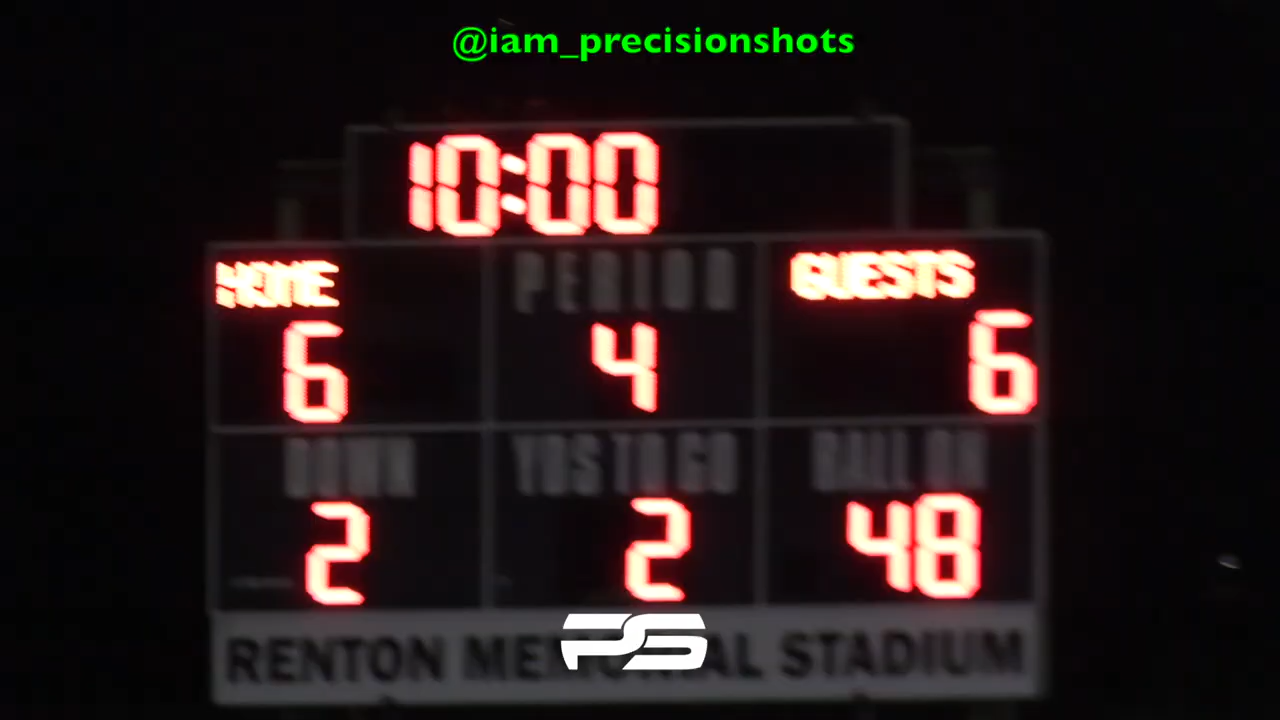 @iam_precisionshots
10:00
HOME PERIOD GUESTS
6 4 6
DOWN YDS TO GO BALL ON
2 2 48
PS
RENTON MEMORIAL STADIUM